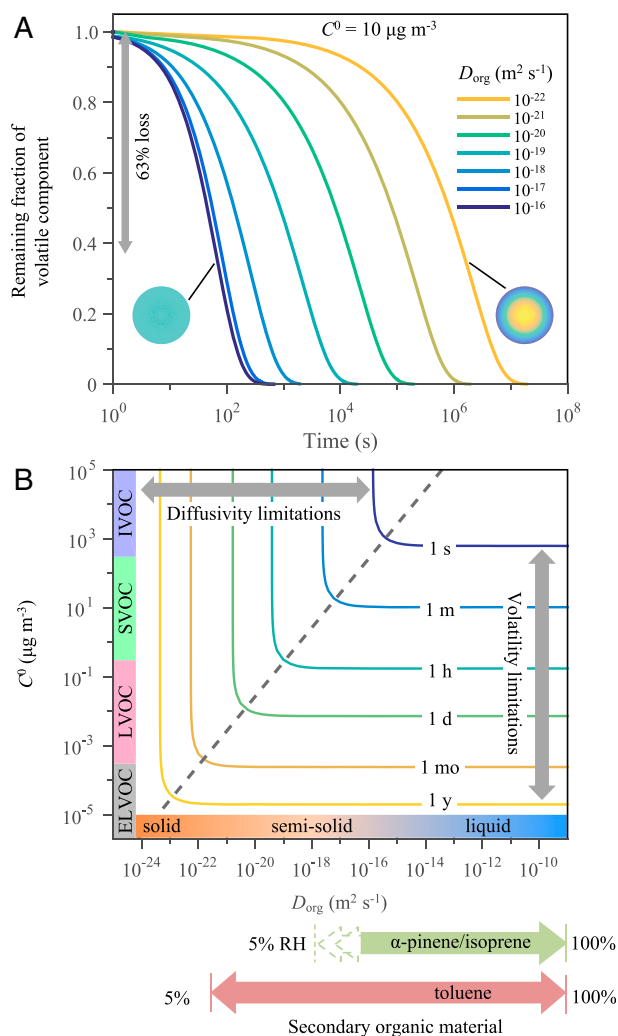 A
C⁰ = 10 μg m⁻³
1.0
0.8
0.6
0.4
0.2
0
Remaining fraction of
volatile component
63% loss
D_org (m² s⁻¹)
10⁻²²
10⁻²¹
10⁻²⁰
10⁻¹⁹
10⁻¹⁸
10⁻¹⁷
10⁻¹⁶
10⁰
10²
10⁴
10⁶
10⁸
Time (s)
B
10⁵
10³
10¹
10⁻¹
10⁻³
10⁻⁵
C⁰ (μg m⁻³)
IVOC
SVOC
LVOC
ELVOC
Diffusivity limitations
Volatility limitations
1 s
1 m
1 h
1 d
1 mo
1 y
solid
semi-solid
liquid
10⁻²⁴
10⁻²²
10⁻²⁰
10⁻¹⁸
10⁻¹⁶
10⁻¹⁴
10⁻¹²
10⁻¹⁰
D_org (m² s⁻¹)
5% RH
α-pinene/isoprene
100%
5%
toluene
100%
Secondary organic material